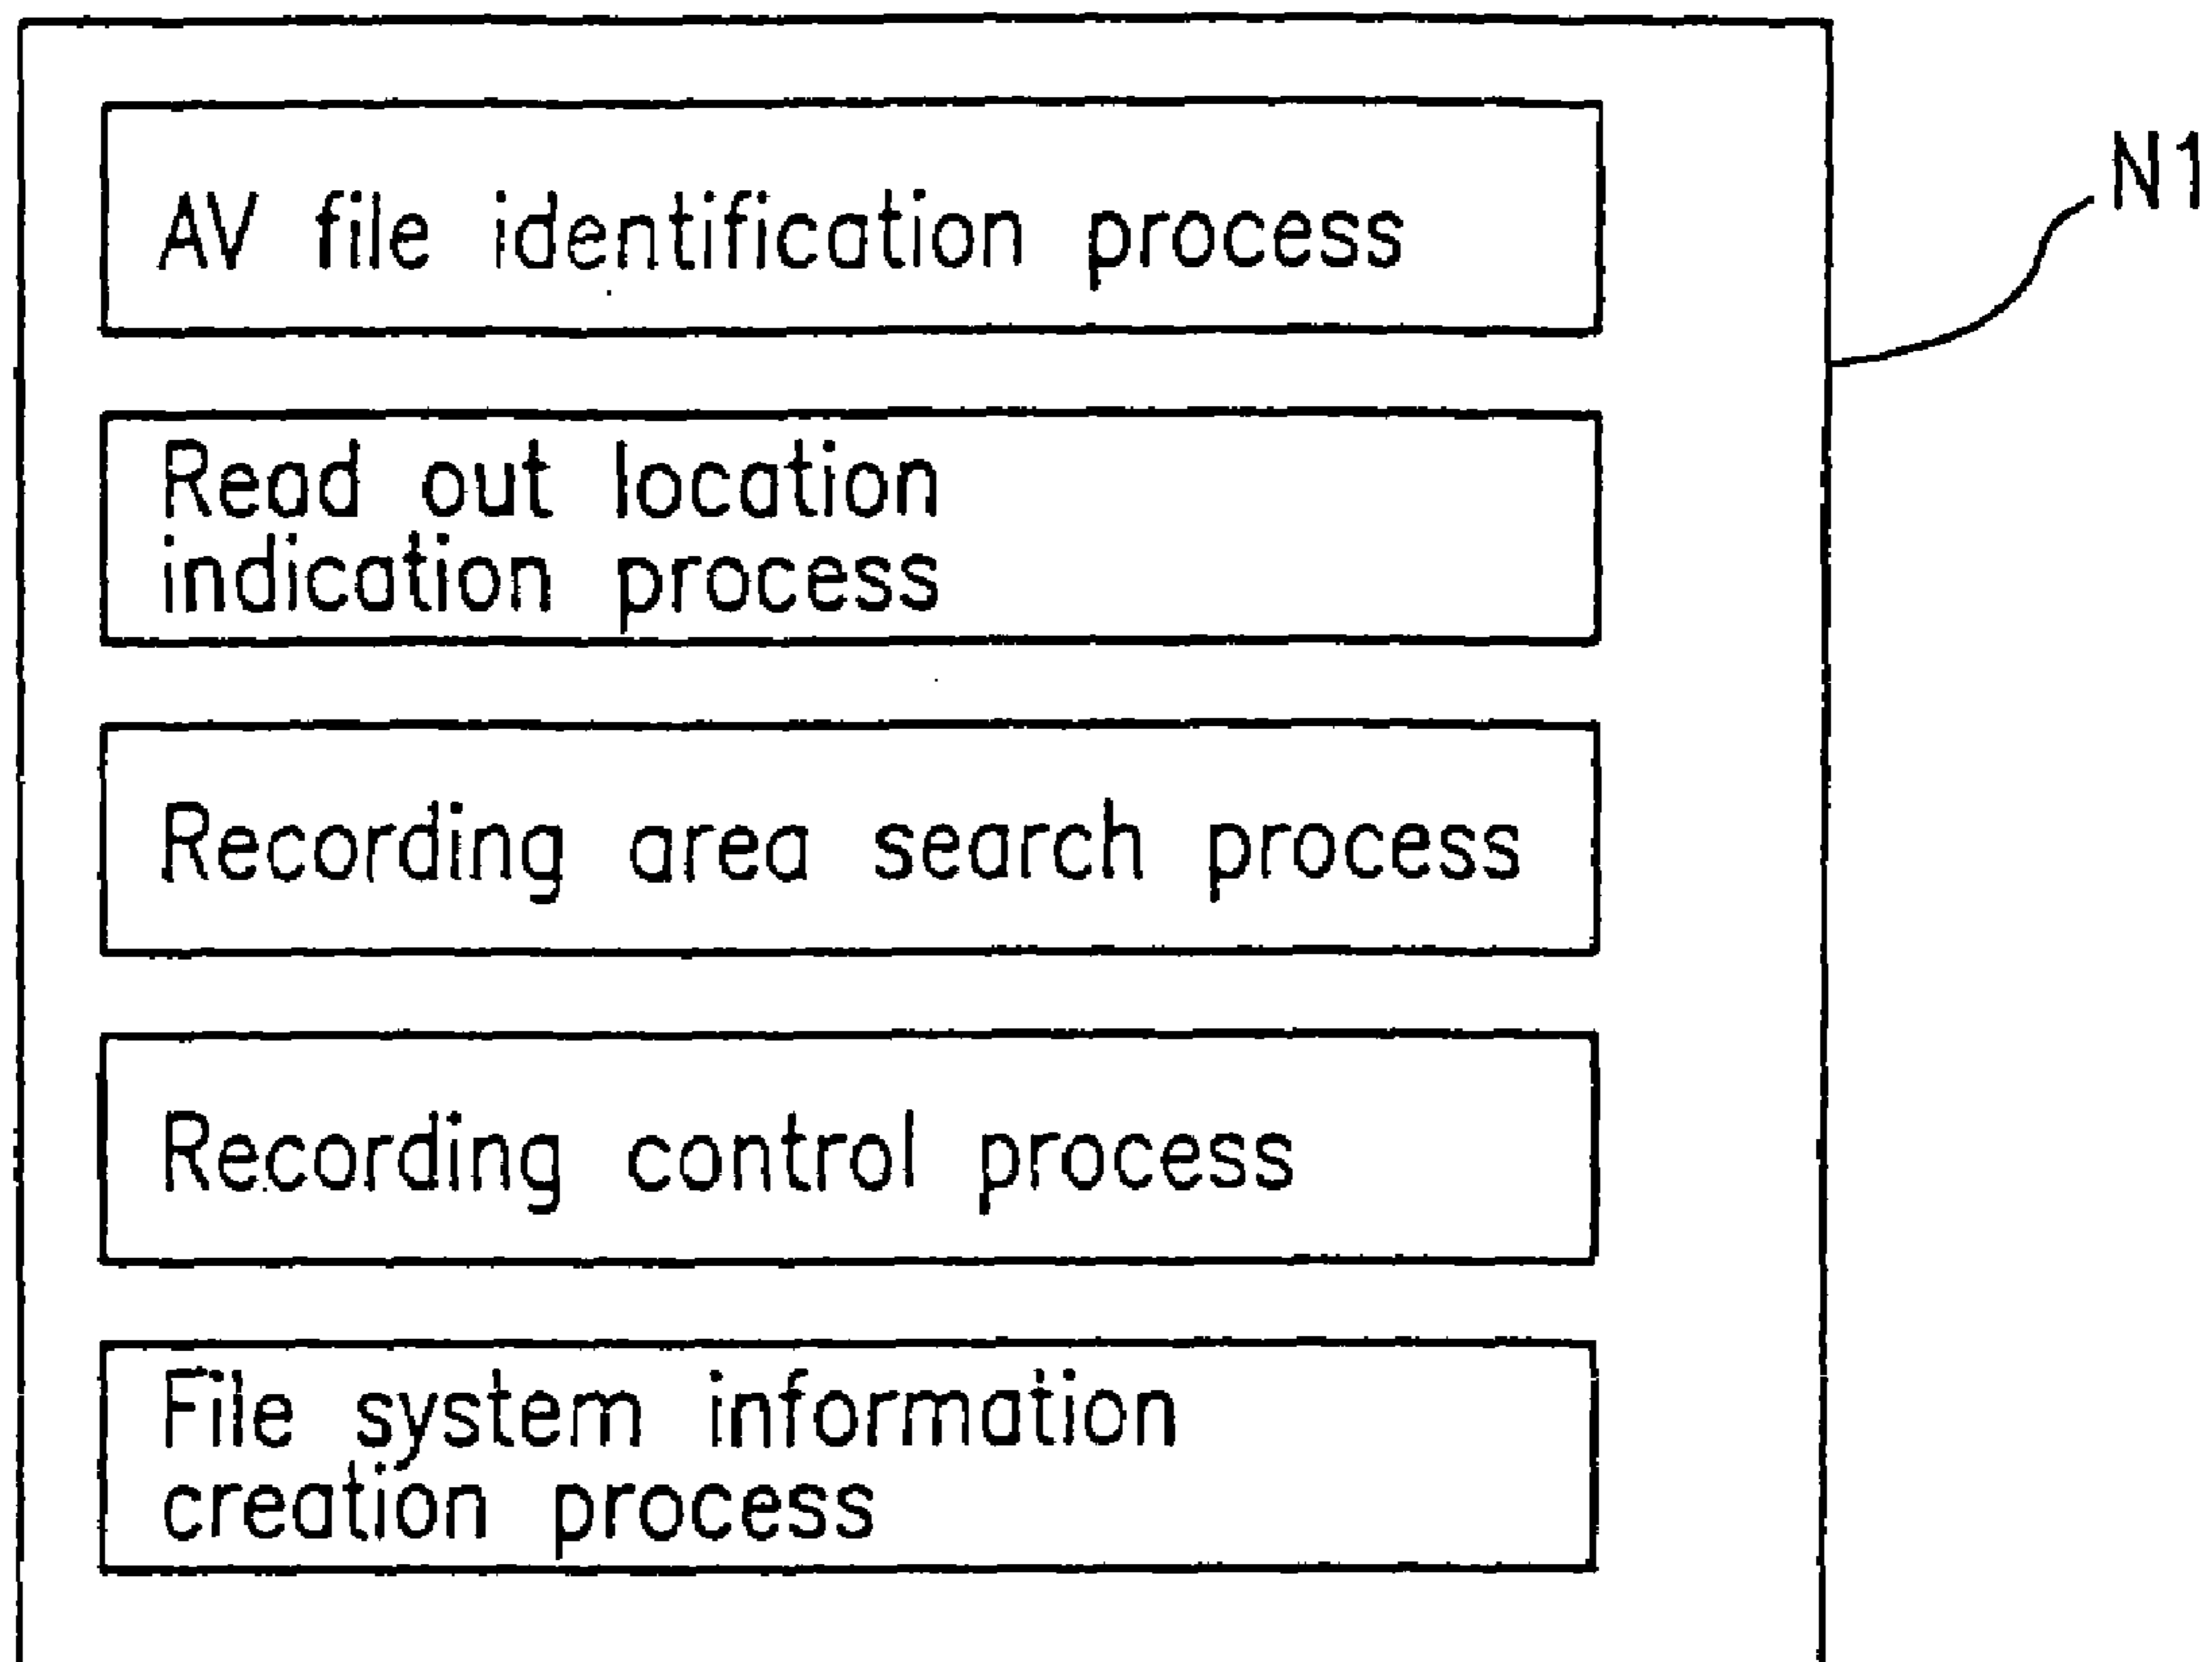 AV file identification process
N1
Read out location
indication process
Recording area search process
Recording control process
File system information
creation process